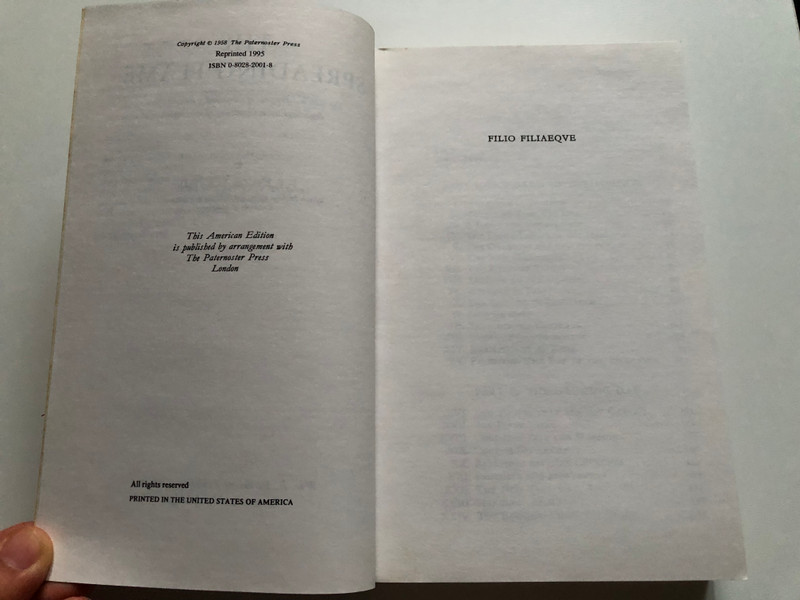 Copyright © 1958 The Paternoster Press
Reprinted 1995
ISBN 0-8028-2001-8
This American Edition
is published by arrangement with
The Paternoster Press
London
All rights reserved
PRINTED IN THE UNITED STATES OF AMERICA
FILIO FILIAEQVE